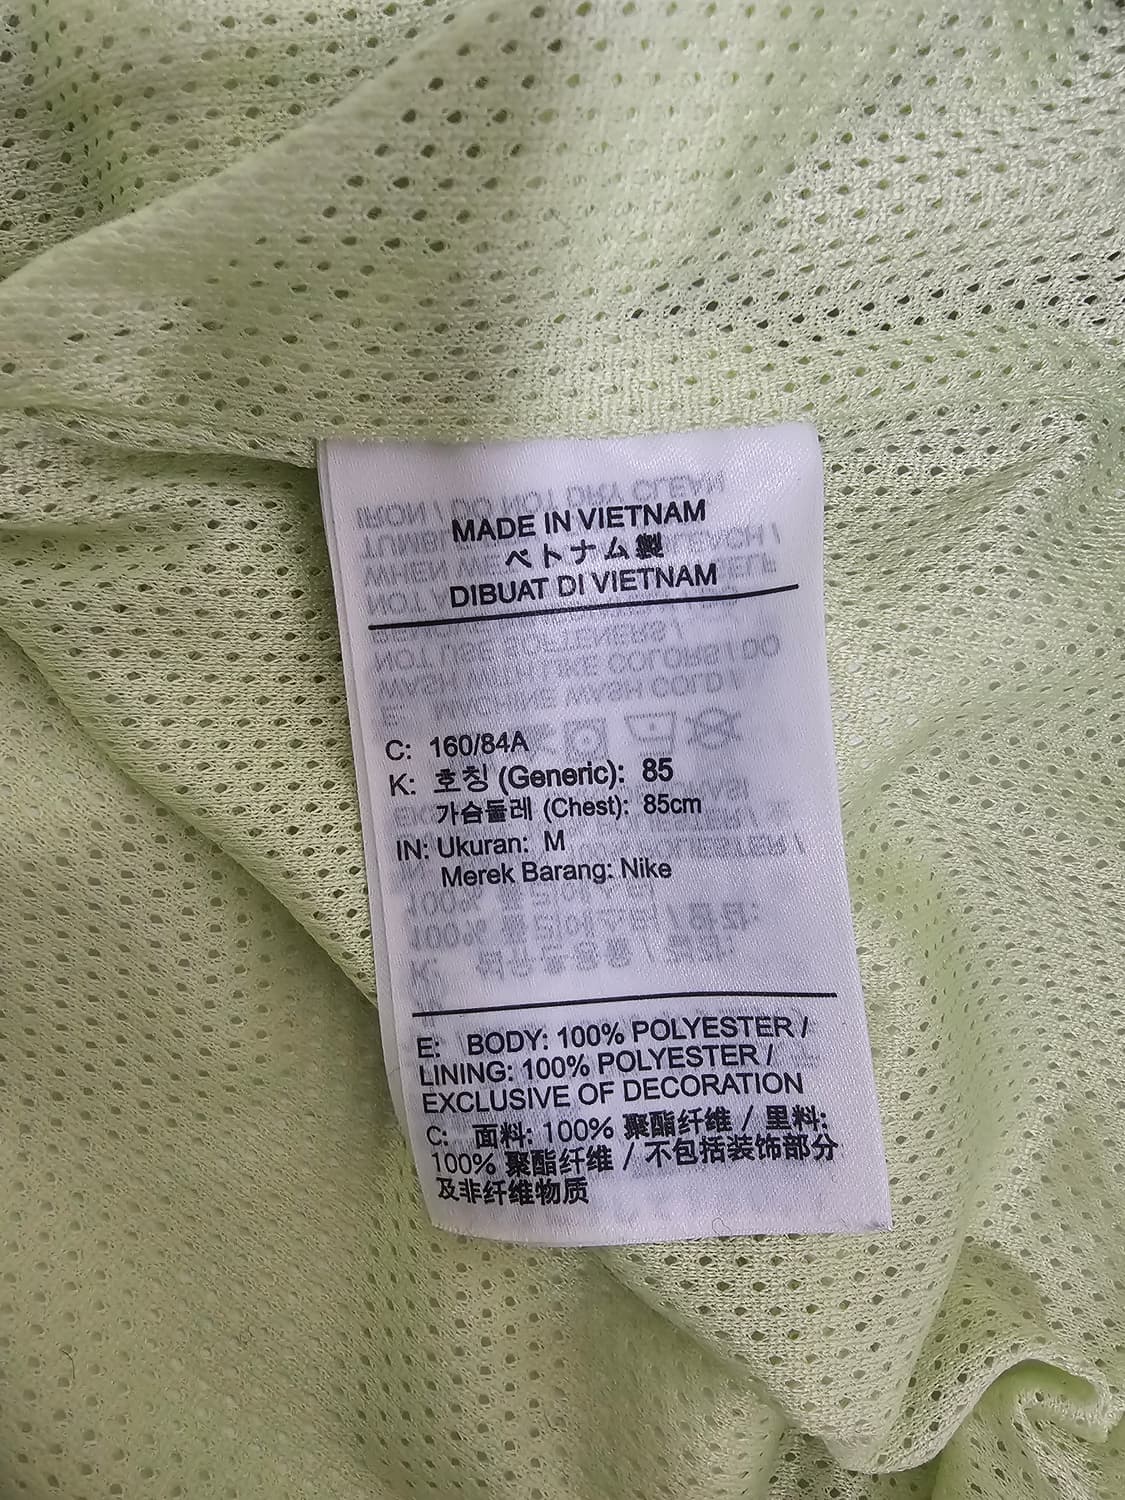 MADE IN VIETNAM
ベトナム製
DIBUAT DI VIETNAM
C: 160/84A
K: 호칭 (Generic): 85
가슴둘레 (Chest): 85cm
IN: Ukuran: M
Merek Barang: Nike
E: BODY: 100% POLYESTER /
LINING: 100% POLYESTER /
EXCLUSIVE OF DECORATION
C: 面料: 100% 聚酯纤维 / 里料:
100% 聚酯纤维 / 不包括装饰部分
及非纤维物质